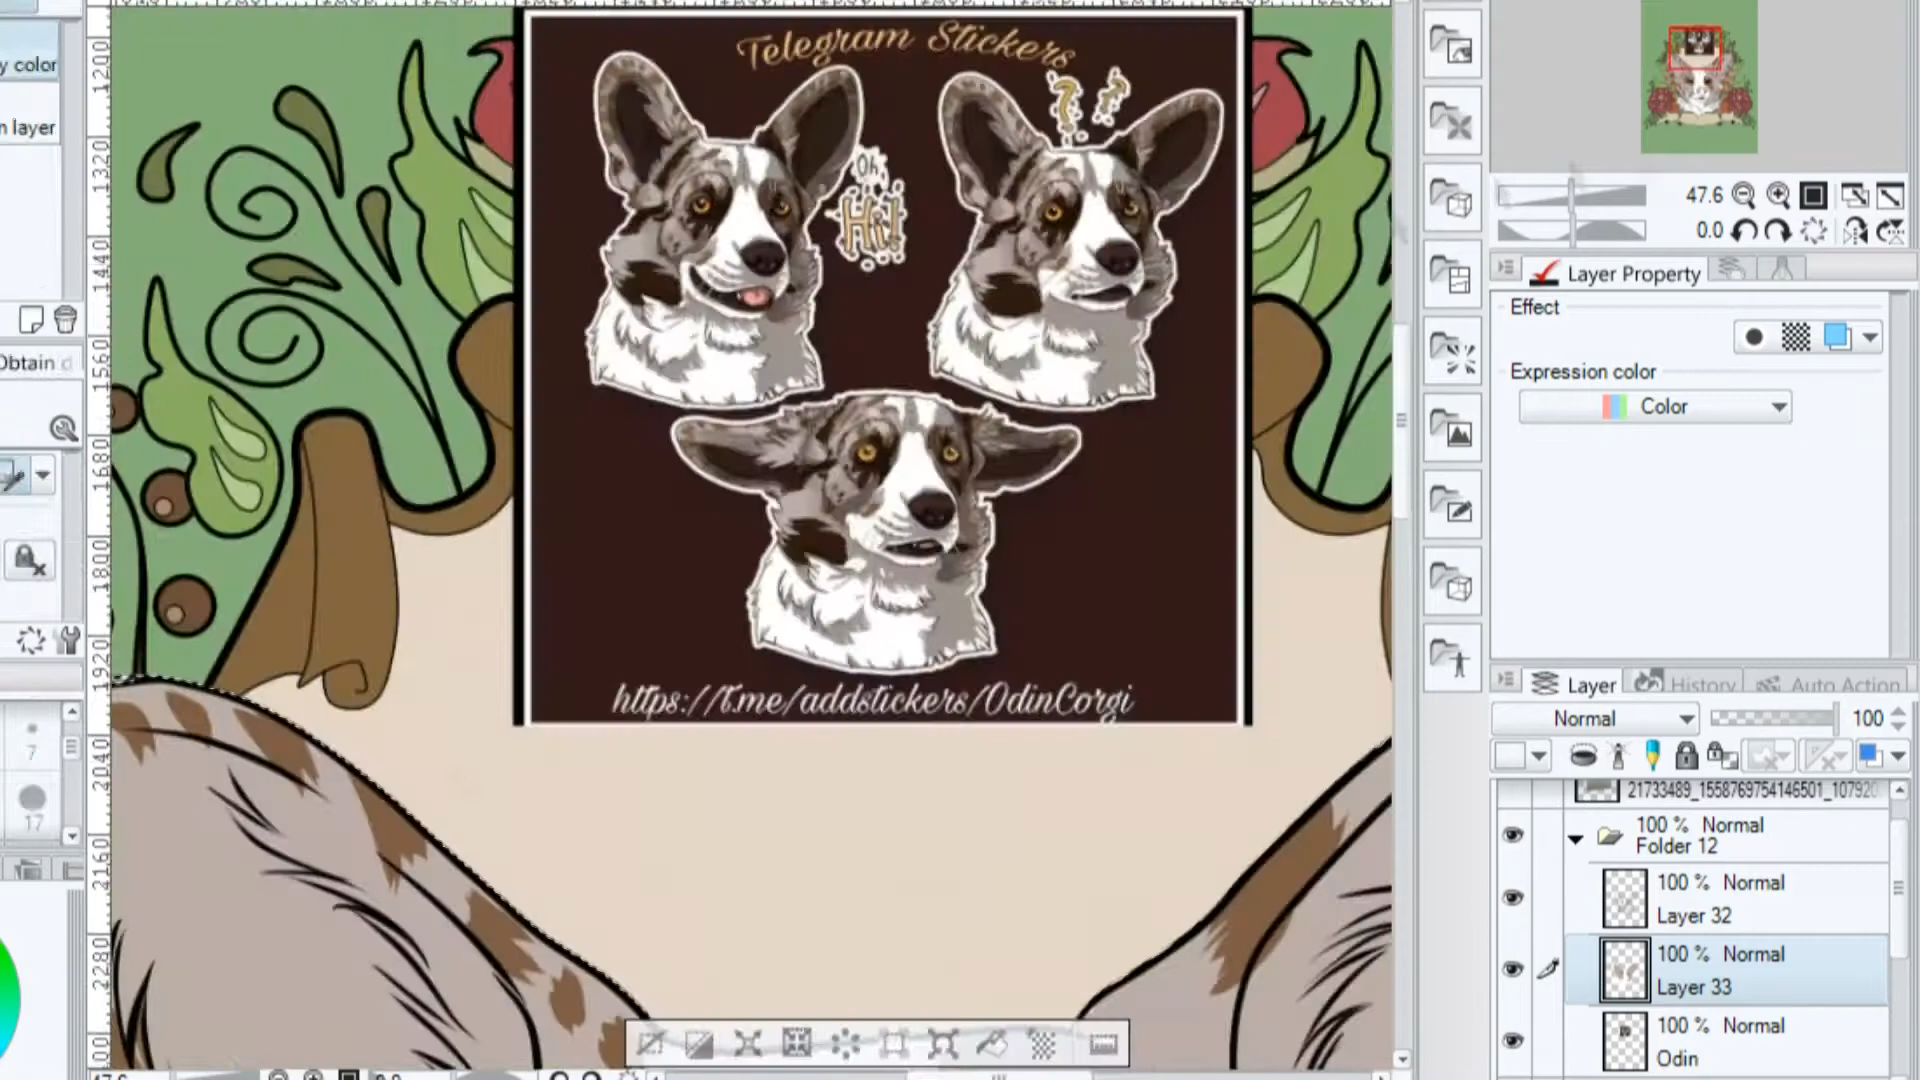 y color
n layer
Obtain
7
17
1200
1320
1440
1560
1680
1800
1920
2040
2160
2280
Telegram Stickers
Oh,
Hi!
? ?
https://t.me/addstickers/OdinCorgi
47.6
0.0
Layer Property
Effect
Expression color
Color
Layer
History
Auto Action
Normal
100
21733489_1558769754146501_107920
100 % Normal
Folder 12
100 % Normal
Layer 32
100 % Normal
Layer 33
100 % Normal
Odin